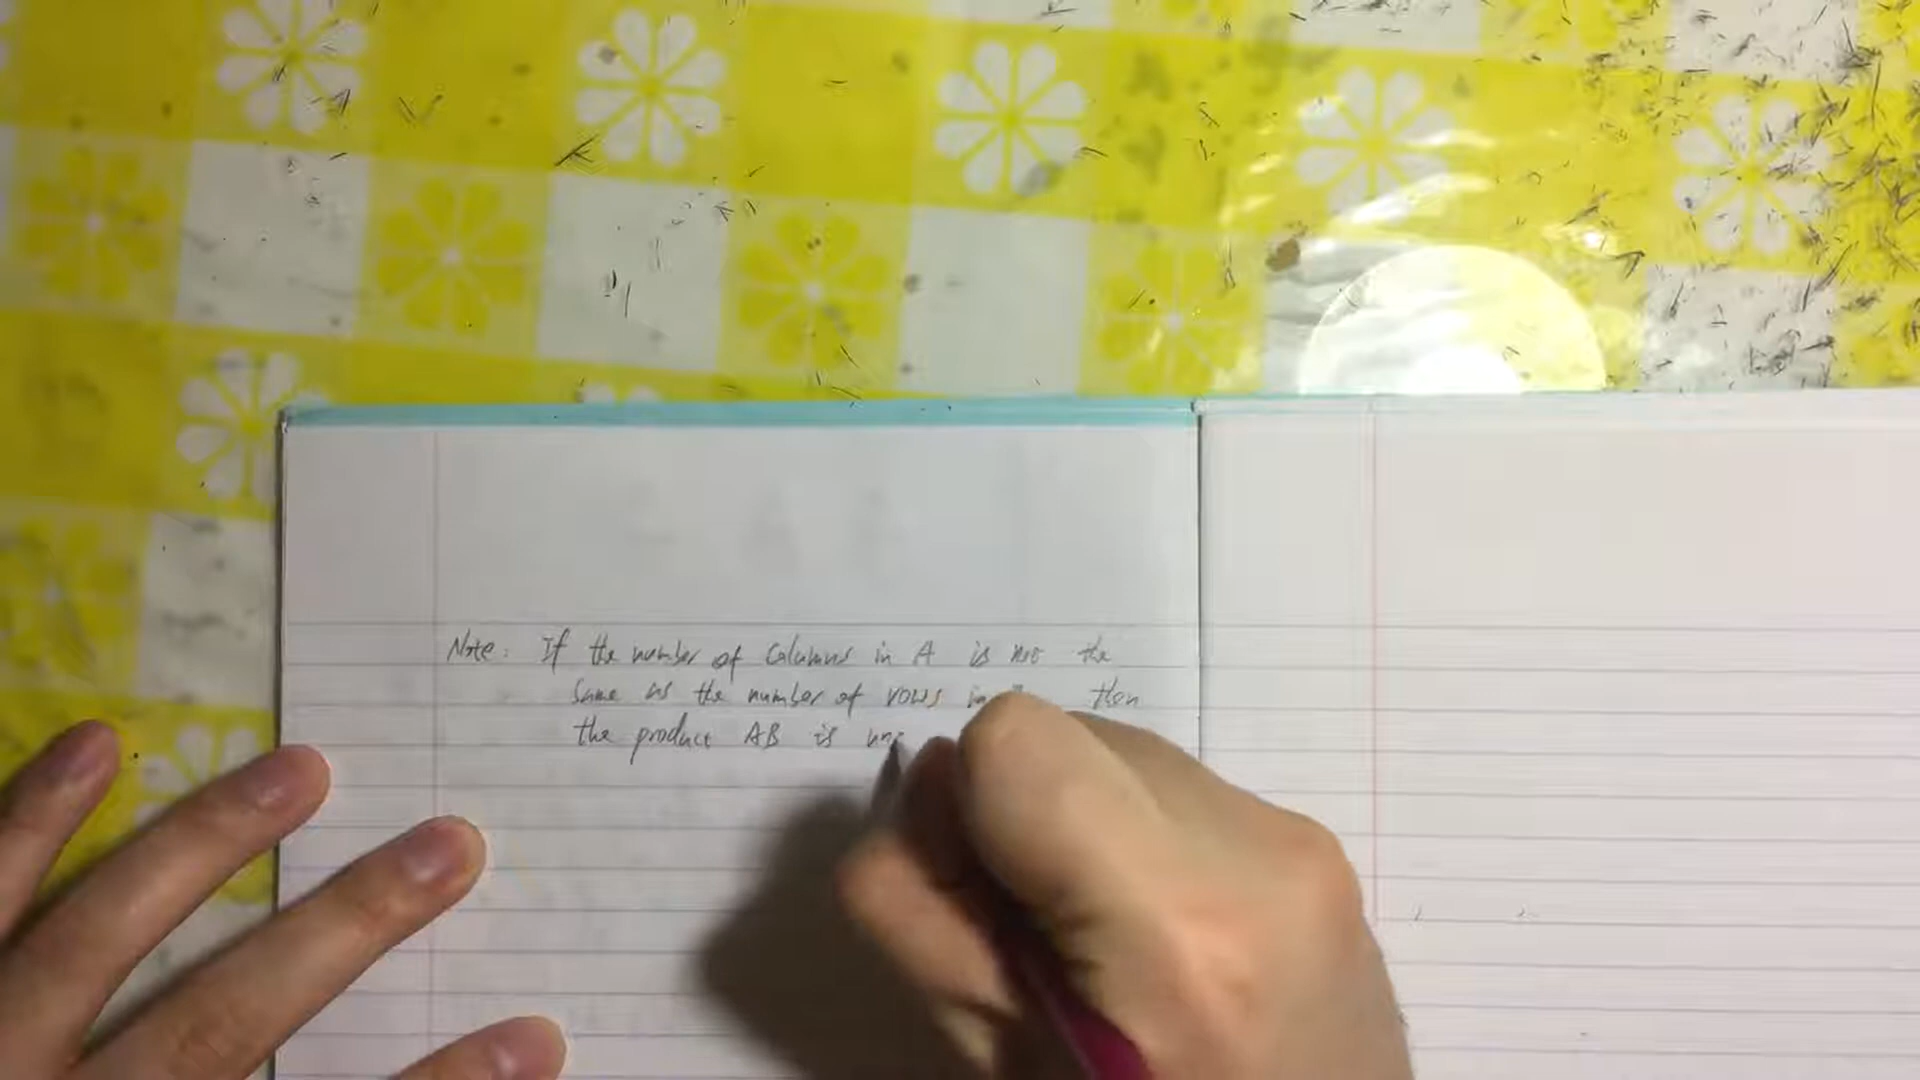 Note: If the number of Columns in A is not the
same as the number of rows in then
the product AB is